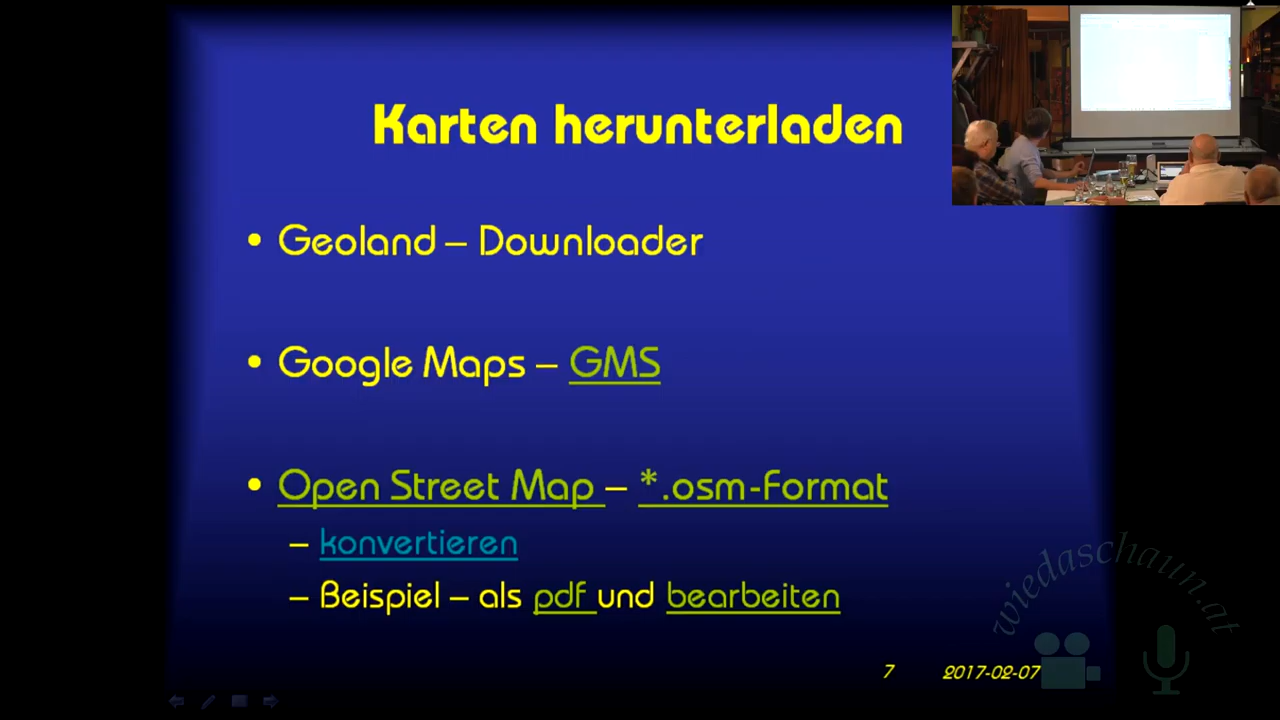 Karten herunterladen
• Geoland – Downloader
• Google Maps – GMS
• Open Street Map – *.osm-Format
– konvertieren
– Beispiel – als pdf und bearbeiten
wiedaschaun.at
7 2017-02-07